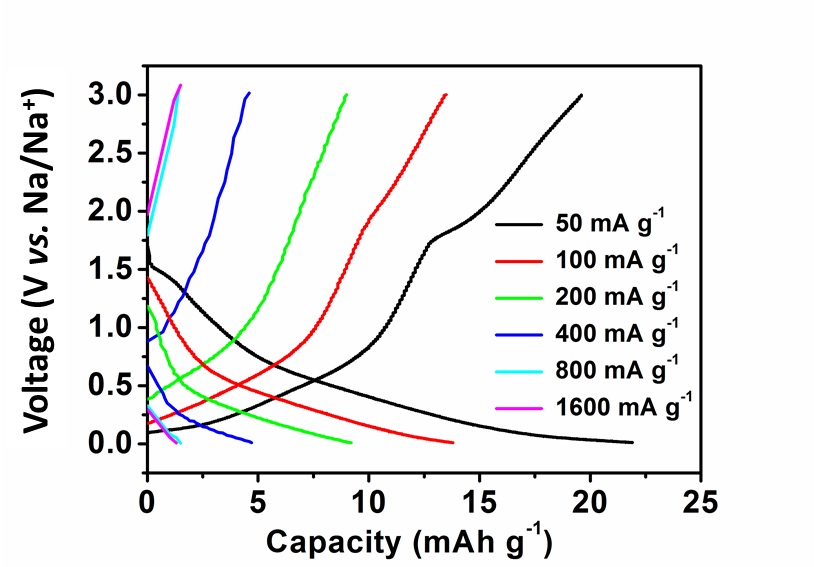 Voltage (V vs. Na/Na⁺)
3.0
2.5
2.0
1.5
1.0
0.5
0.0
50 mA g⁻¹
100 mA g⁻¹
200 mA g⁻¹
400 mA g⁻¹
800 mA g⁻¹
1600 mA g⁻¹
0 5 10 15 20 25
Capacity (mAh g⁻¹)